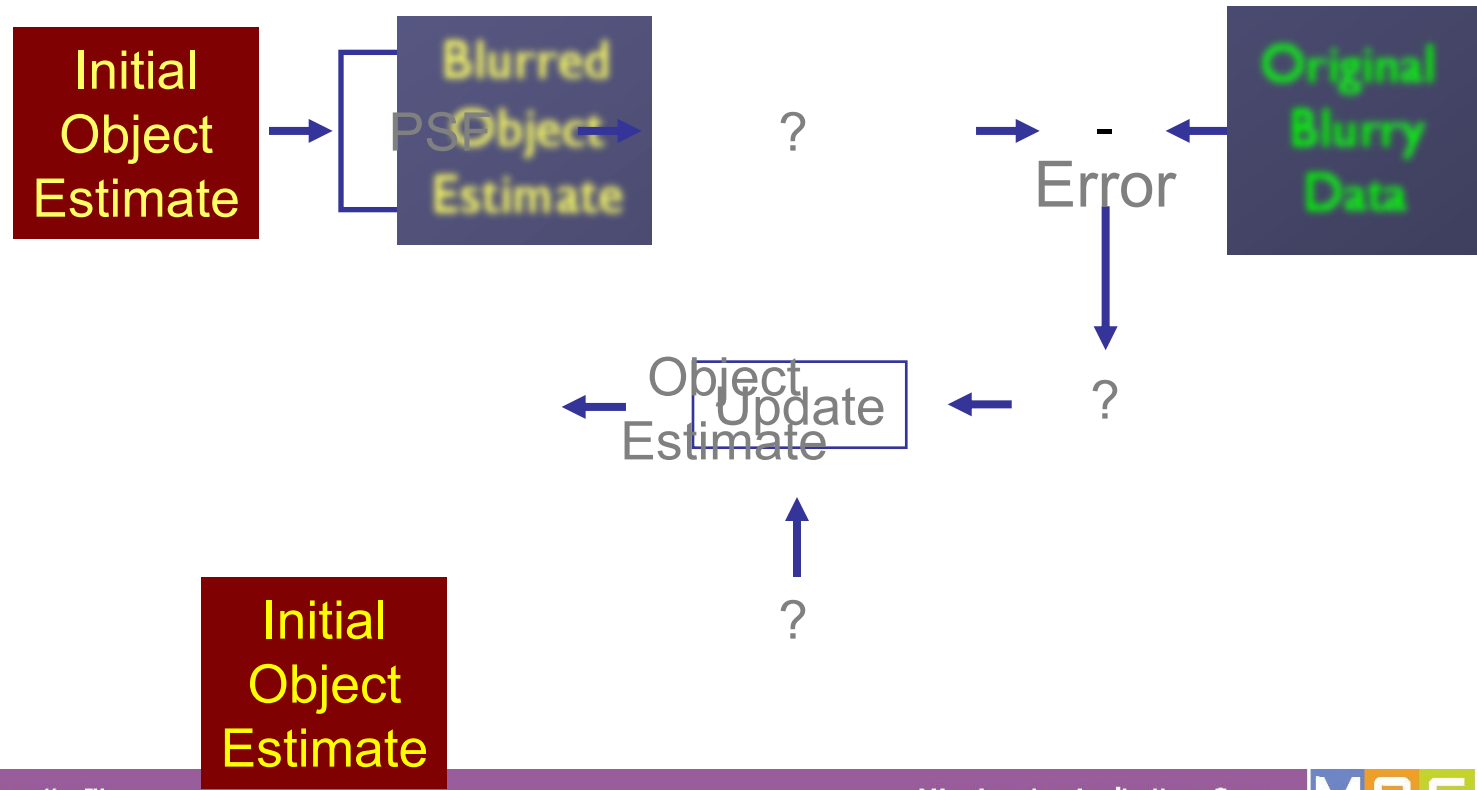 Initial
Object
Estimate
PSF
Blurred
Object
Estimate
?
-
Error
Original
Blurry
Data
Object
Estimate
Update
?
?
Initial
Object
Estimate